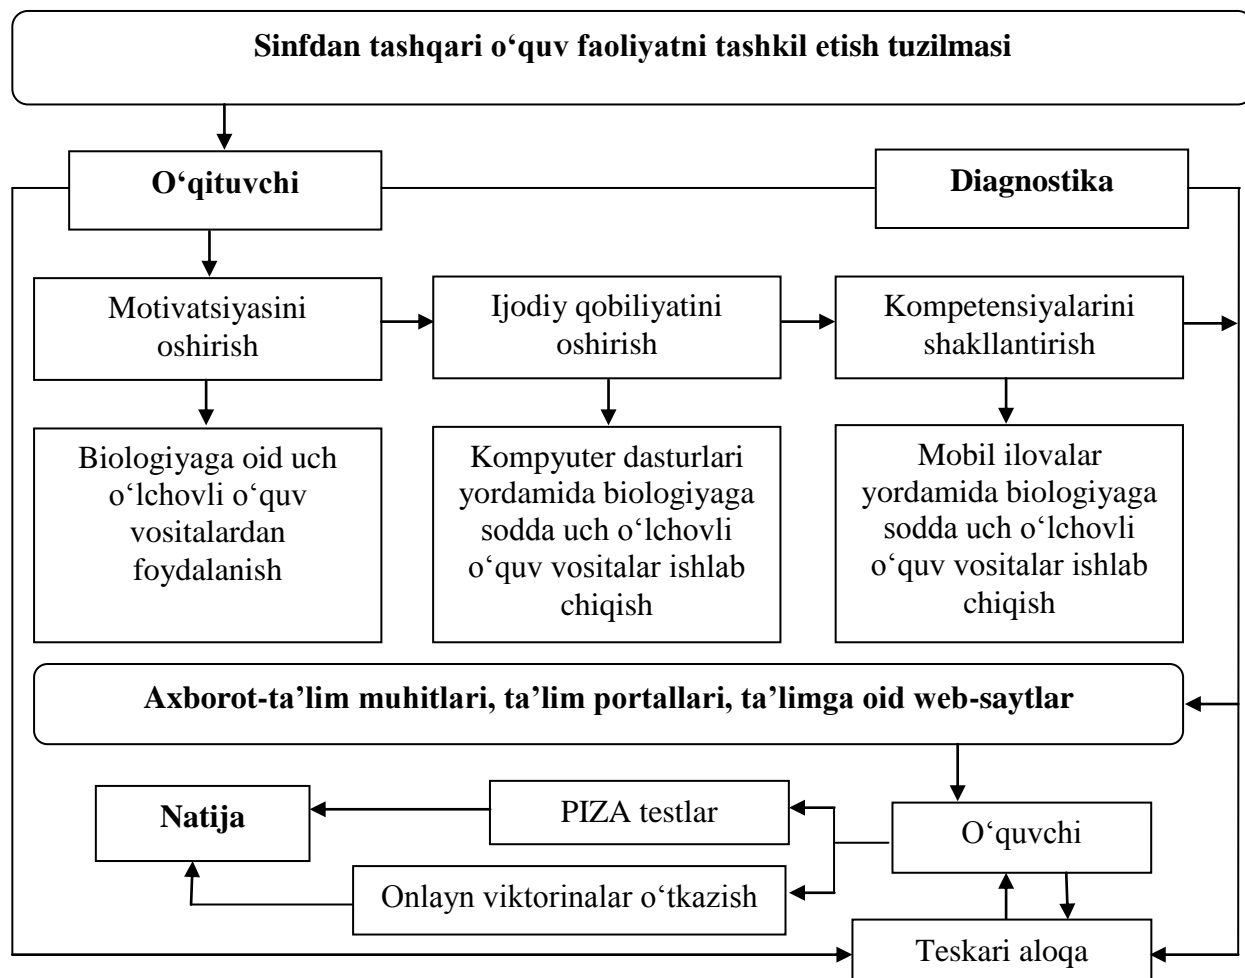 Sinfdan tashqari o‘quv faoliyatni tashkil etish tuzilmasi
O‘qituvchi
Diagnostika
Motivatsiyasini
oshirish
Ijodiy qobiliyatini
oshirish
Kompetensiyalarini
shakllantirish
Biologiyaga oid uch
o‘lchovli o‘quv
vositalardan
foydalanish
Kompyuter dasturlari
yordamida biologiyaga
sodda uch o‘lchovli
o‘quv vositalar ishlab
chiqish
Mobil ilovalar
yordamida biologiyaga
sodda uch o‘lchovli
o‘quv vositalar ishlab
chiqish
Axborot-ta’lim muhitlari, ta’lim portallari, ta’limga oid web-saytlar
Natija
PIZA testlar
O‘quvchi
Onlayn viktorinalar o‘tkazish
Teskari aloqa